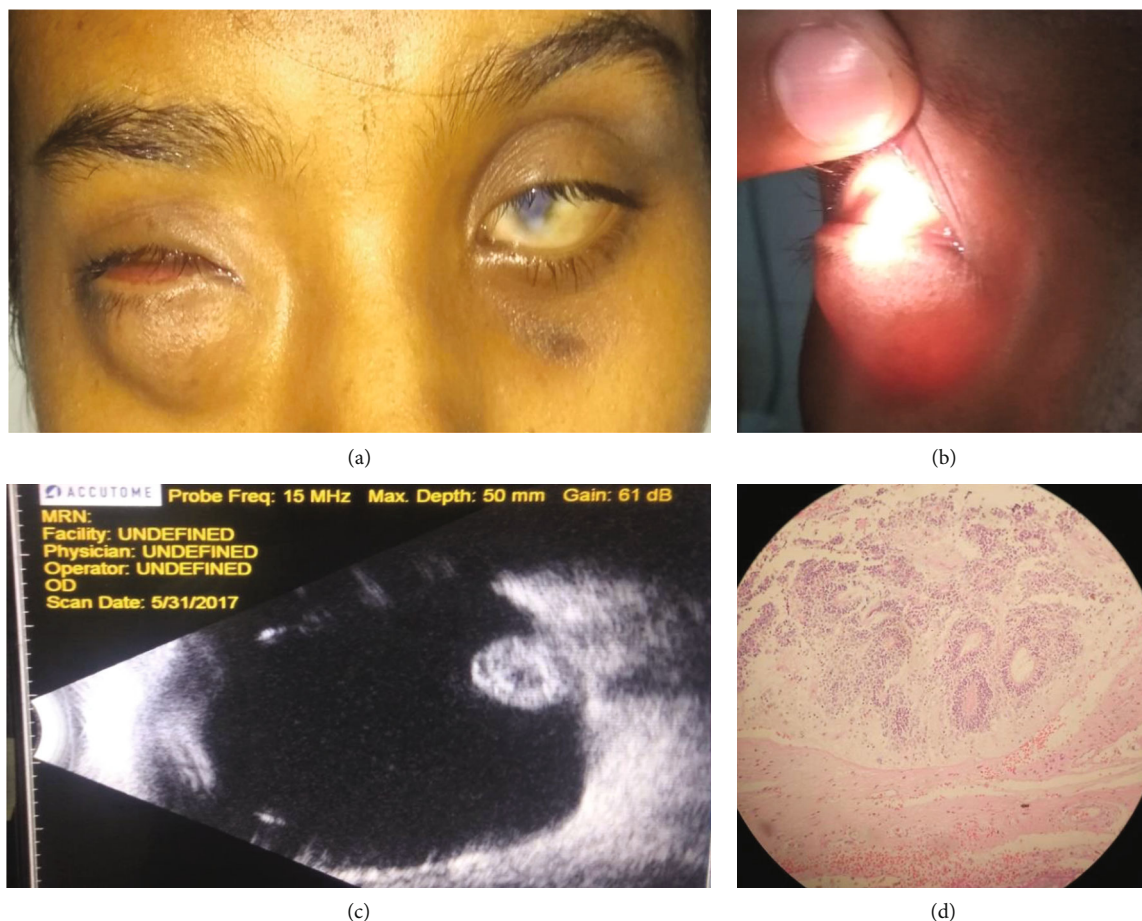 (a)
(b)
ACCUTOME Probe Freq: 15 MHz Max. Depth: 50 mm Gain: 61 dB
MRN:
Facility: UNDEFINED
Physician: UNDEFINED
Operator: UNDEFINED
OD
Scan Date: 5/31/2017
(c)
(d)